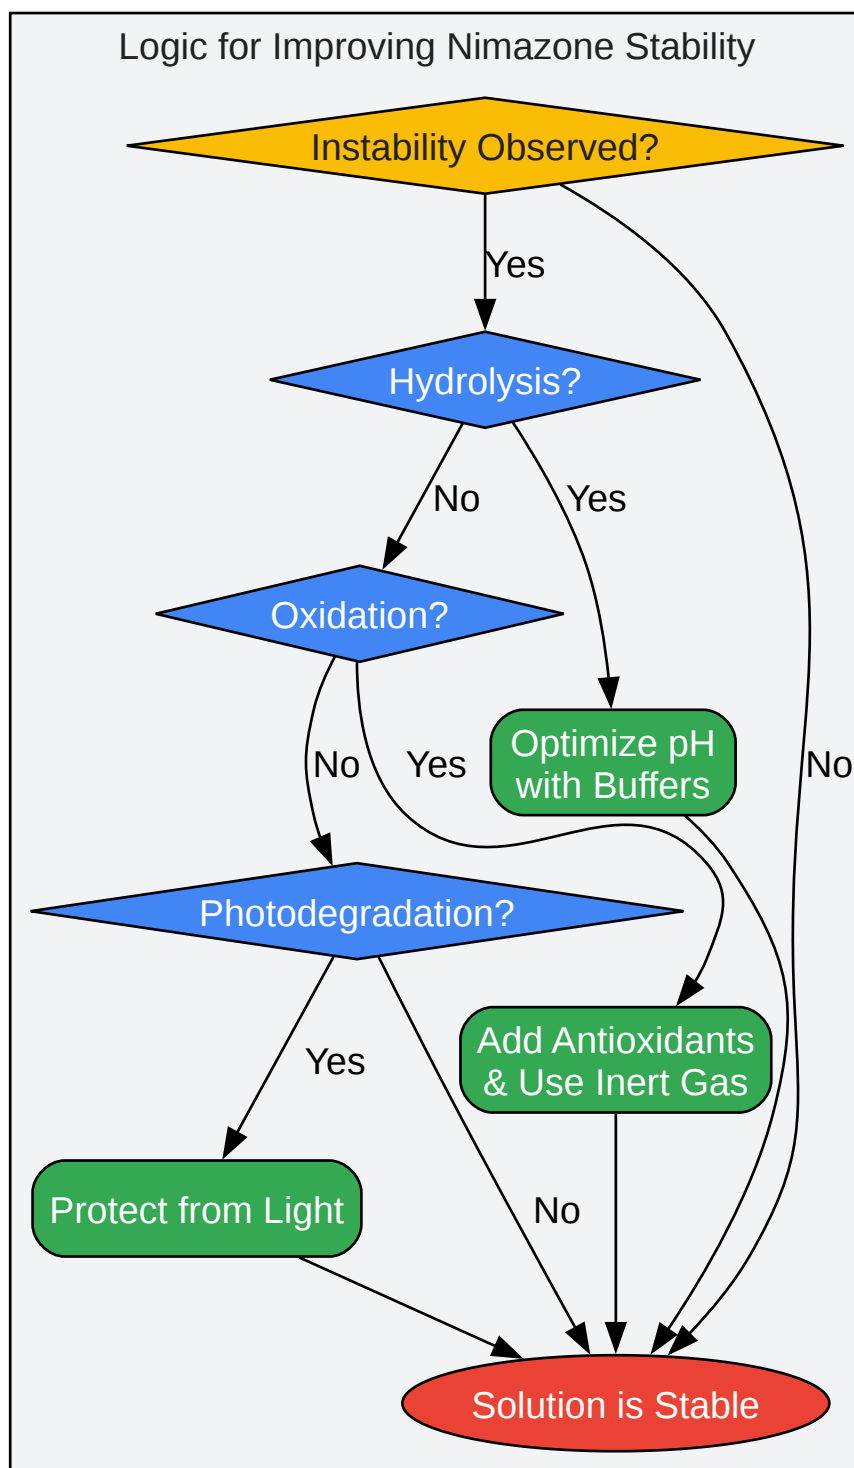 Logic for Improving Nimazone Stability
Instability Observed?
Yes
Hydrolysis?
No
Yes
Oxidation?
Optimize pH
with Buffers
No
Yes
No
Photodegradation?
Add Antioxidants
& Use Inert Gas
Yes
Protect from Light
No
Solution is Stable